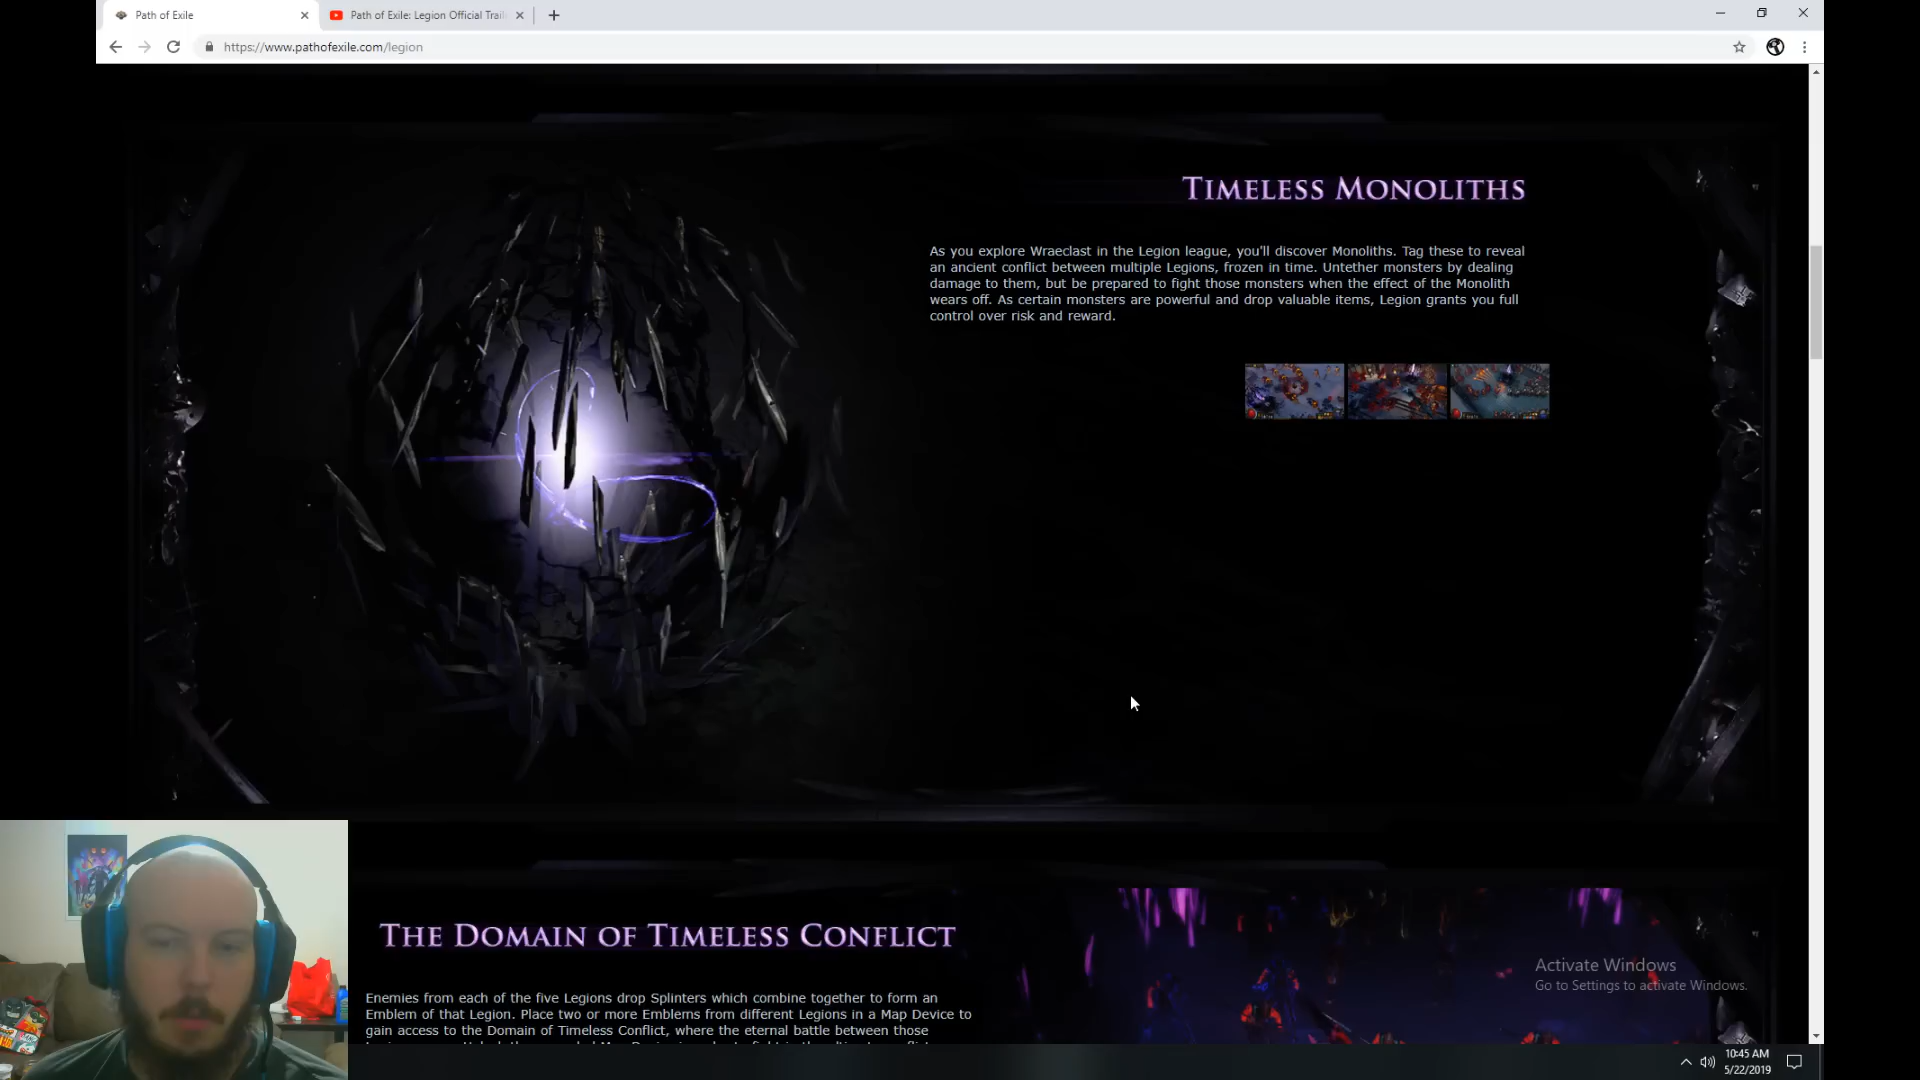 Path of Exile
Path of Exile: Legion Official Trail
https://www.pathofexile.com/legion
TIMELESS MONOLITHS
As you explore Wraeclast in the Legion league, you'll discover Monoliths. Tag these to reveal
an ancient conflict between multiple Legions, frozen in time. Untether monsters by dealing
damage to them, but be prepared to fight those monsters when the effect of the Monolith
wears off. As certain monsters are powerful and drop valuable items, Legion grants you full
control over risk and reward.
THE DOMAIN OF TIMELESS CONFLICT
Enemies from each of the five Legions drop Splinters which combine together to form an
Emblem of that Legion. Place two or more Emblems from different Legions in a Map Device to
gain access to the Domain of Timeless Conflict, where the eternal battle between those
Activate Windows
Go to Settings to activate Windows.
10:45 AM
5/22/2019